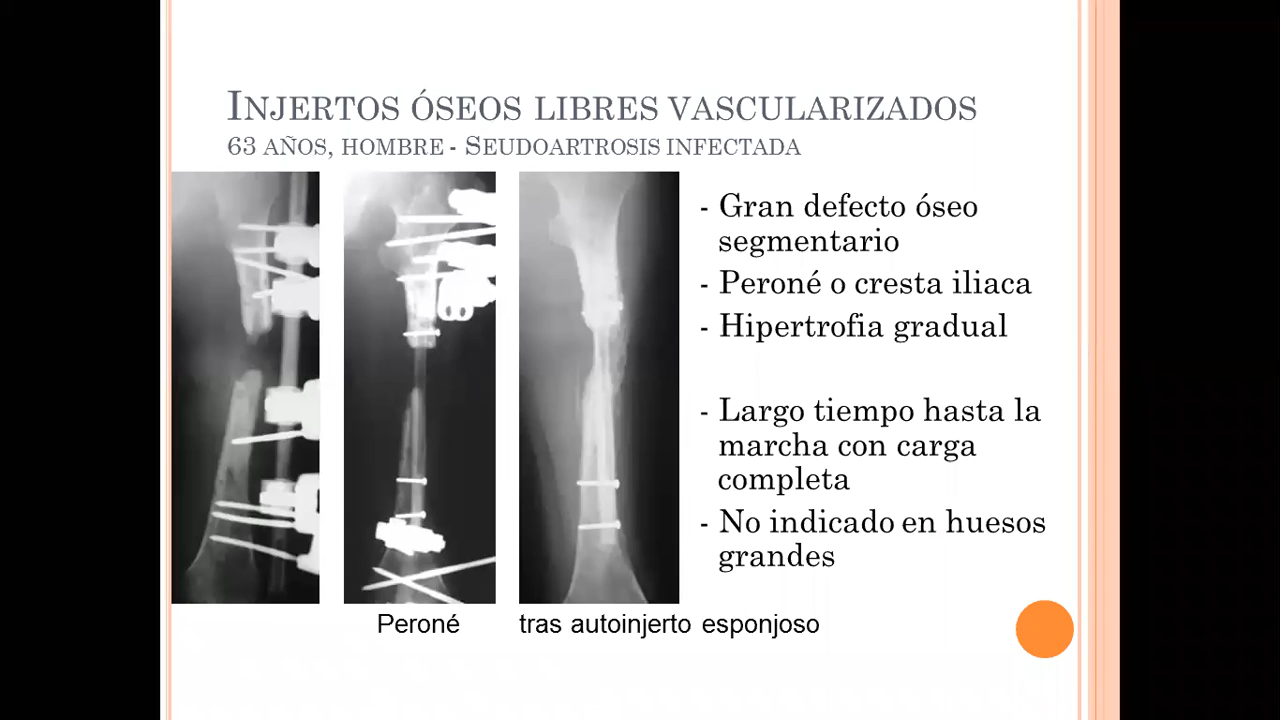 INJERTOS ÓSEOS LIBRES VASCULARIZADOS
63 AÑOS, HOMBRE - SEUDOARTROSIS INFECTADA
- Gran defecto óseo
segmentario
- Peroné o cresta iliaca
- Hipertrofia gradual
- Largo tiempo hasta la
marcha con carga
completa
- No indicado en huesos
grandes
Peroné
tras autoinjerto esponjoso